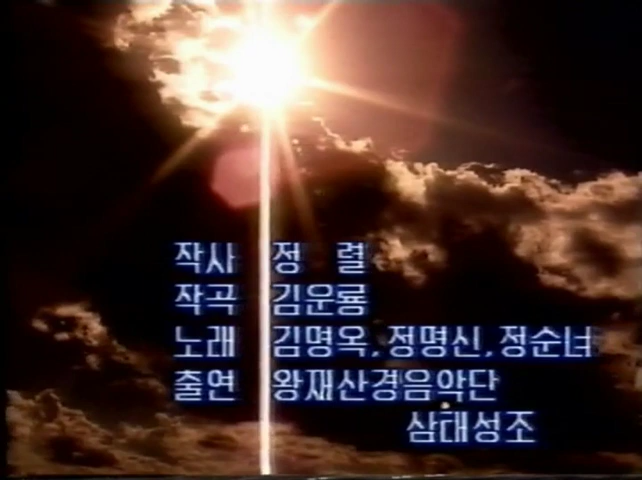 작사 정 렬
작곡 김운룡
노래 김명옥, 정명신, 정순녀
출연 왕재산경음악단
삼태성조